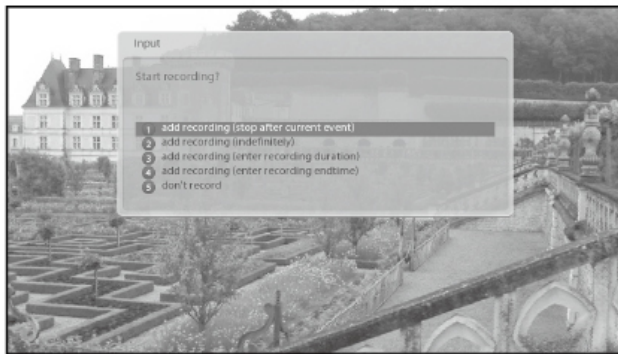 Input
Start recording?
1 add recording (stop after current event)
2 add recording (indefinitely)
3 add recording (enter recording duration)
4 add recording (enter recording endtime)
5 don't record